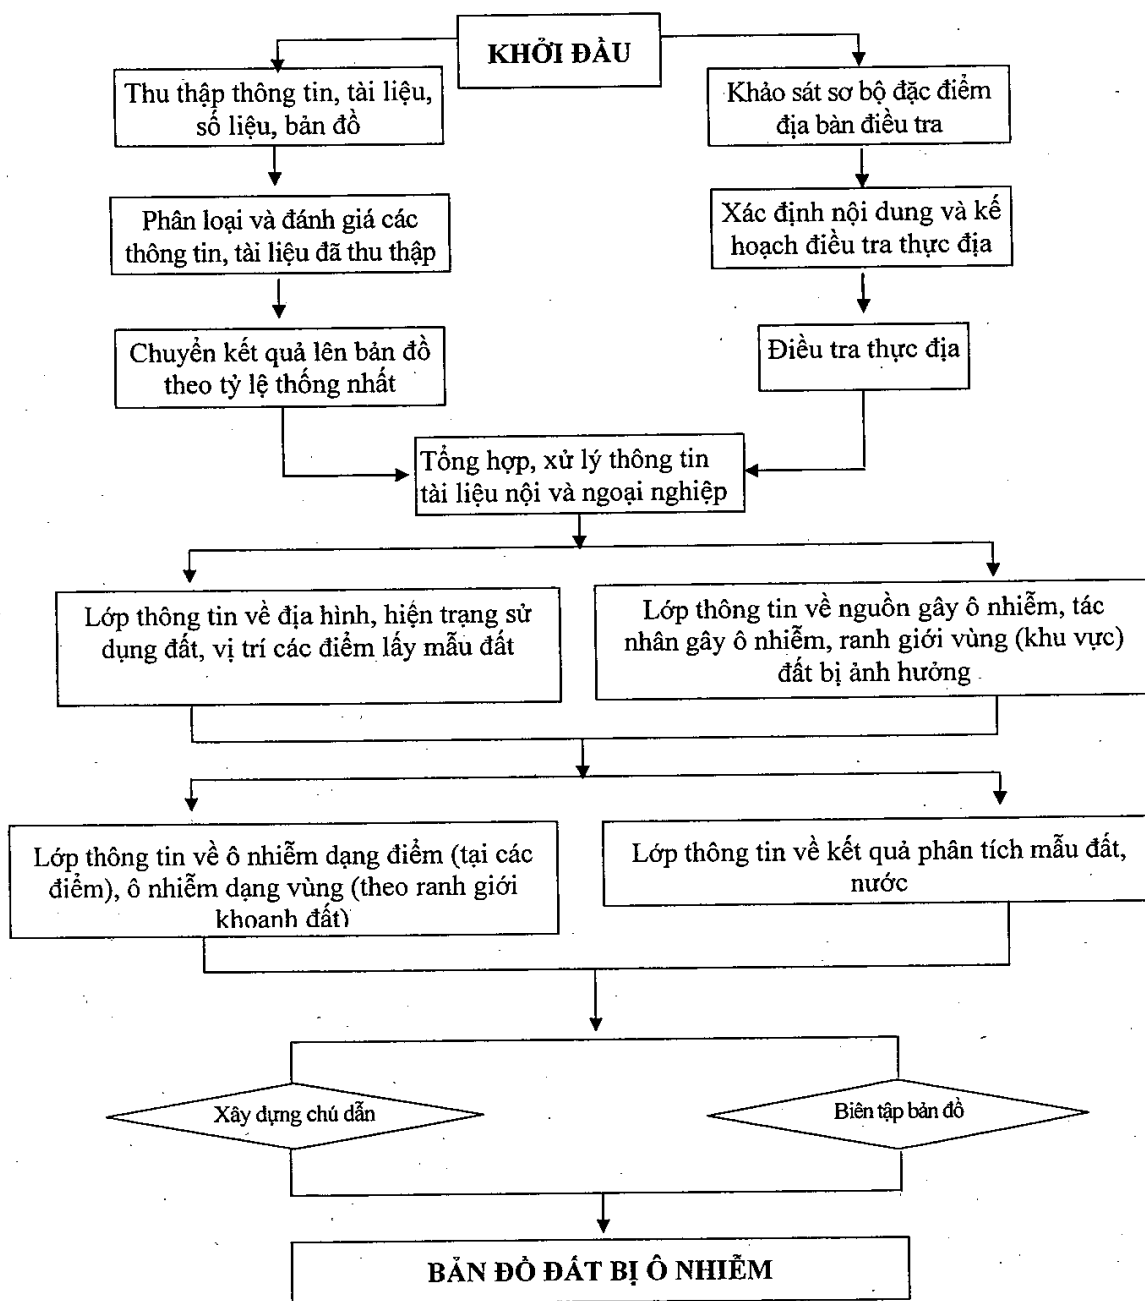 KHỞI ĐẦU
Thu thập thông tin, tài liệu,
số liệu, bản đồ
Khảo sát sơ bộ đặc điểm
địa bàn điều tra
Phân loại và đánh giá các
thông tin, tài liệu đã thu thập
Xác định nội dung và kế
hoạch điều tra thực địa
Chuyển kết quả lên bản đồ
theo tỷ lệ thống nhất
Điều tra thực địa
Tổng hợp, xử lý thông tin
tài liệu nội và ngoại nghiệp
Lớp thông tin về địa hình, hiện trạng sử
dụng đất, vị trí các điểm lấy mẫu đất
Lớp thông tin về nguồn gây ô nhiễm, tác
nhân gây ô nhiễm, ranh giới vùng (khu vực)
đất bị ảnh hưởng
Lớp thông tin về ô nhiễm dạng điểm (tại các
điểm), ô nhiễm dạng vùng (theo ranh giới
khoanh đất)
Lớp thông tin về kết quả phân tích mẫu đất,
nước
Xây dựng chú dẫn
Biên tập bản đồ
BẢN ĐỒ ĐẤT BỊ Ô NHIỄM